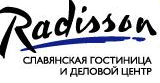 Radisson
СЛАВЯНСКАЯ ГОСТИНИЦА
И ДЕЛОВОЙ ЦЕНТР